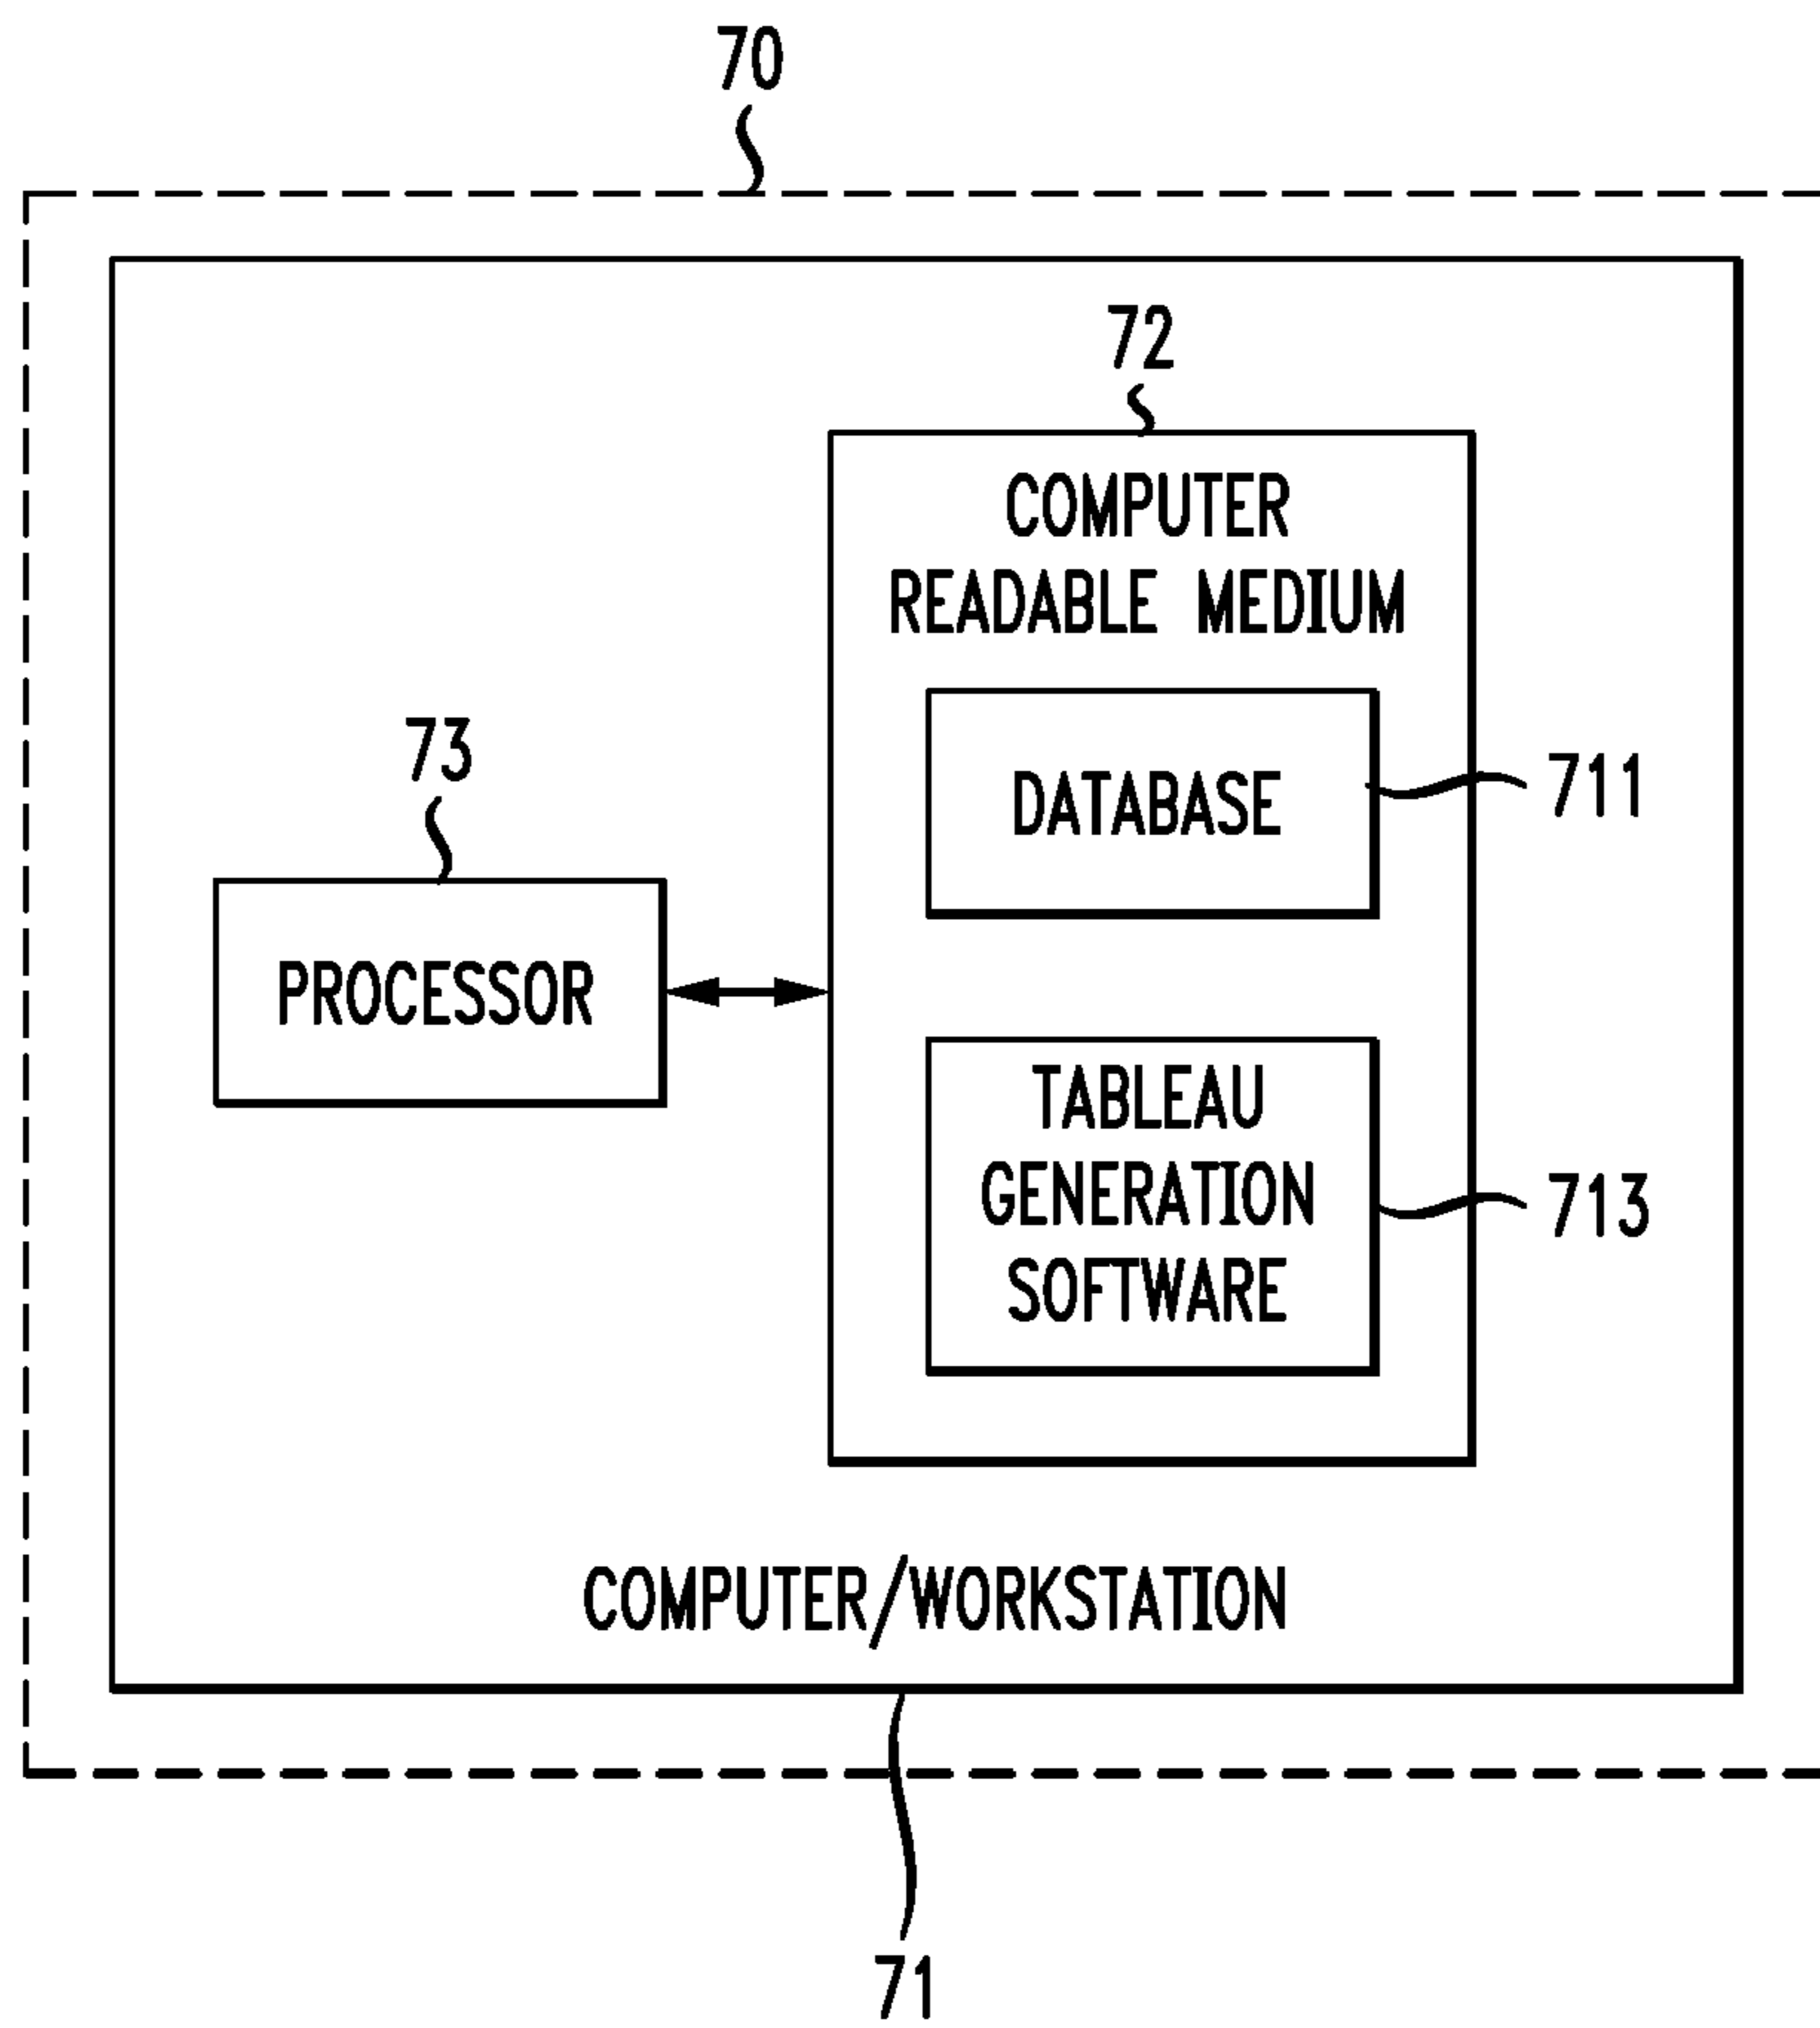 70
72
COMPUTER
READABLE MEDIUM
73
DATABASE
711
PROCESSOR
TABLEAU
GENERATION
SOFTWARE
713
COMPUTER/WORKSTATION
71